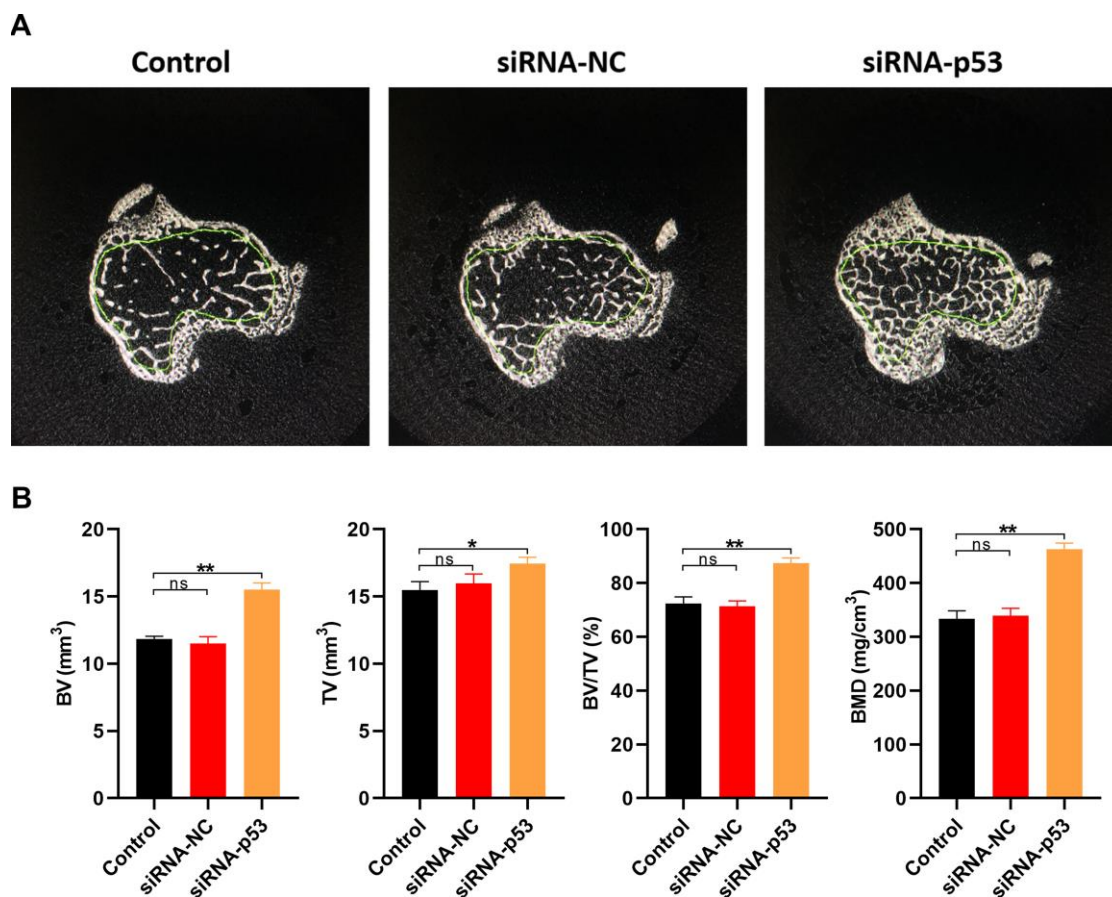 A
Control siRNA-NC siRNA-p53
B
BV (mm³)
20
15
10
5
0
ns
**
Control
siRNA-NC
siRNA-p53
TV (mm³)
20
15
10
5
0
ns
*
Control
siRNA-NC
siRNA-p53
BV/TV (%)
100
80
60
40
20
0
ns
**
Control
siRNA-NC
siRNA-p53
BMD (mg/cm³)
500
400
300
200
100
0
ns
**
Control
siRNA-NC
siRNA-p53